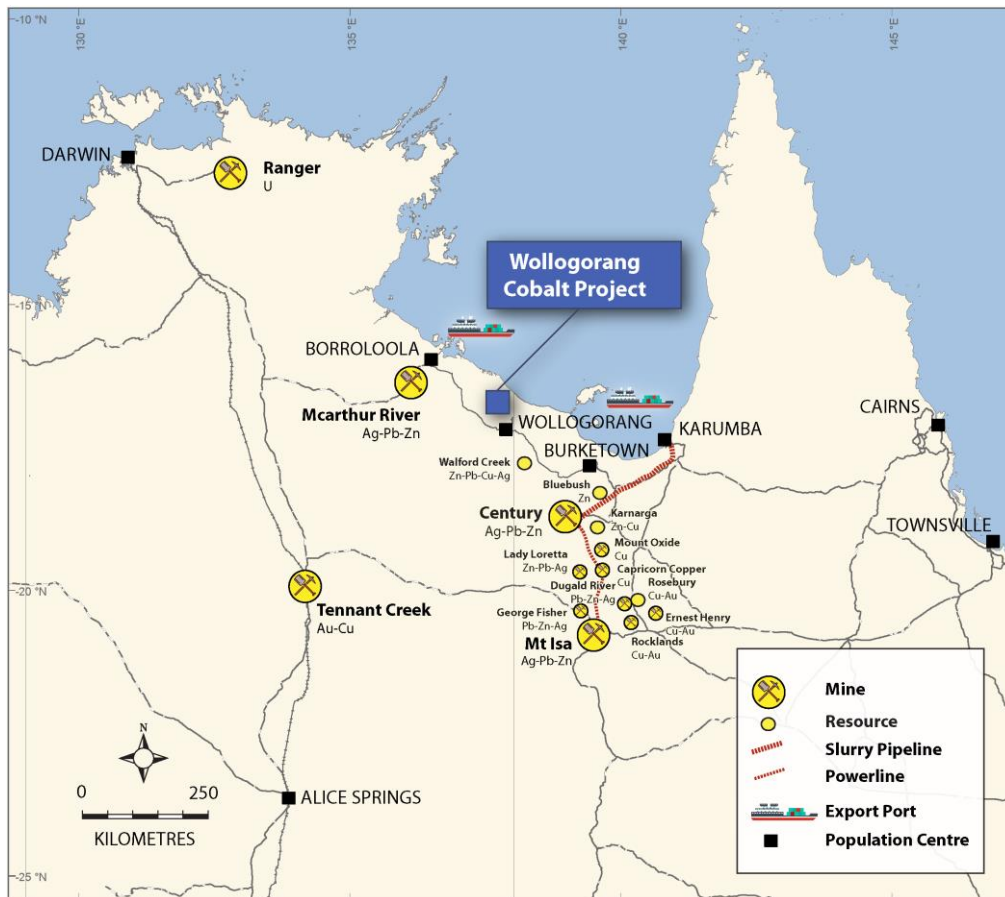 -10 °N
130 °E
135 °E
140 °E
145 °E
DARWIN
Ranger
U
Wollogorang
Cobalt Project
-15 °N
BORROLOOLA
Mcarthur River
Ag-Pb-Zn
WOLLOGORANG
KARUMBA
CAIRNS
BURKETOWN
Walford Creek
Zn-Pb-Cu-Ag
Bluebush
Zn
Century
Ag-Pb-Zn
Karnarga
Zn-Cu
TOWNSVILLE
Mount Oxide
Cu
Lady Loretta
Zn-Pb-Ag
Capricorn Copper
Cu
Dugald River
Pb-Zn-Ag
Rosebury
Cu-Au
-20 °N
Tennant Creek
Au-Cu
George Fisher
Pb-Zn-Ag
Ernest Henry
Cu-Au
Mt Isa
Ag-Pb-Zn
Rocklands
Cu-Au
Mine
Resource
Slurry Pipeline
Powerline
Export Port
Population Centre
N
0 250
KILOMETRES
ALICE SPRINGS
-25 °N